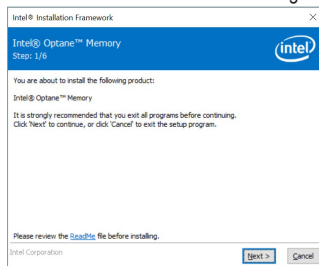 Intel® Installation Framework
Intel® Optane™ Memory
Step: 1/6
intel
You are about to install the following product:
Intel® Optane™ Memory
It is strongly recommended that you exit all programs before continuing.
Click 'Next' to continue, or click 'Cancel' to exit the setup program.
Please review the ReadMe file before installing.
Intel Corporation
Next >
Cancel